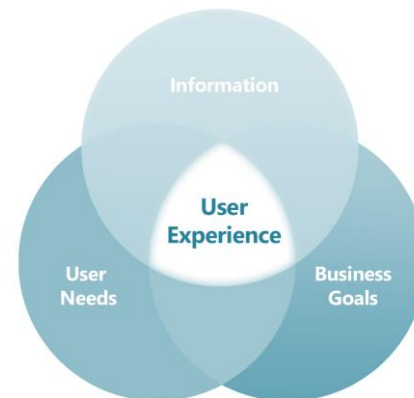 Information
User
Experience
User
Needs
Business
Goals